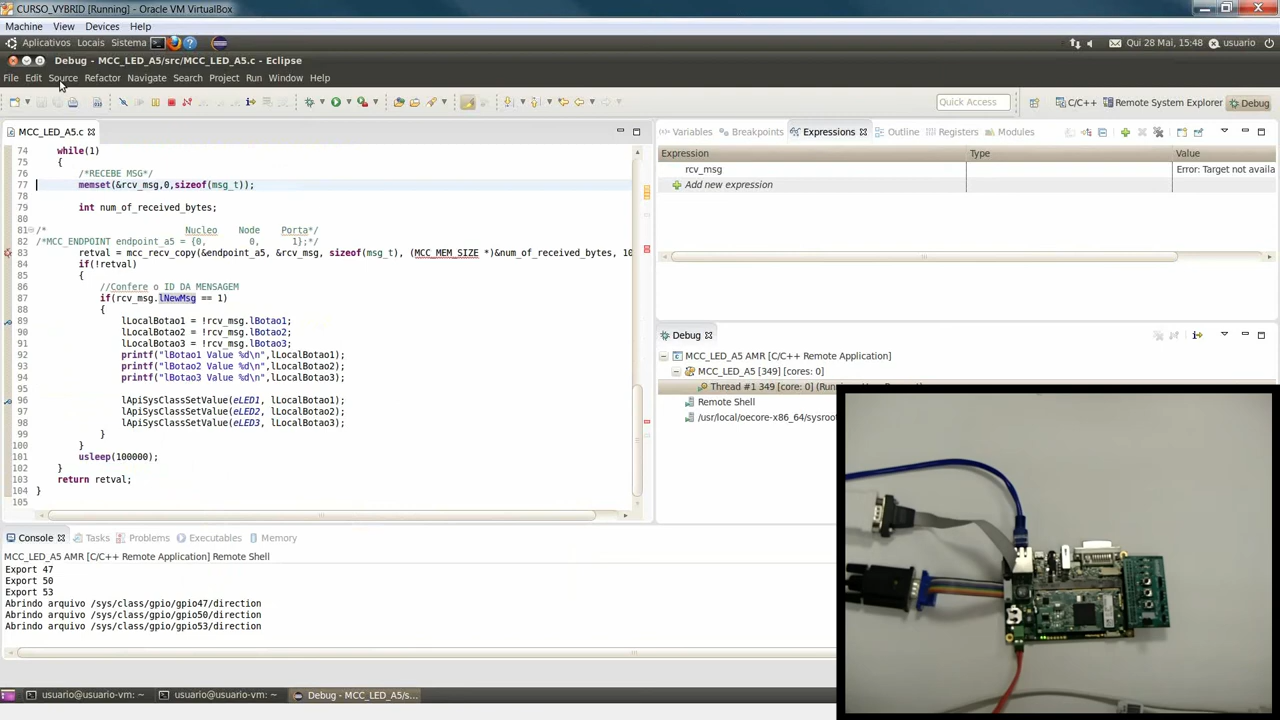 CURSO_VYBRID [Running] - Oracle VM VirtualBox
Machine View Devices Help
Aplicativos Locais Sistema
Qui 28 Mai, 15:48 usuario
Debug - MCC_LED_A5/src/MCC_LED_A5.c - Eclipse
File Edit Source Refactor Navigate Search Project Run Window Help
Quick Access C/C++ Remote System Explorer Debug
MCC_LED_A5.c
74 while(1)
75 {
76 /*RECEBE MSG*/
77 memset(&rcv_msg,0,sizeof(msg_t));
78
79 int num_of_received_bytes;
80
81 /* Nucleo Node Porta*/
82 /*MCC_ENDPOINT endpoint_a5 = {0, 0, 1};*/
83 retval = mcc_recv_copy(&endpoint_a5, &rcv_msg, sizeof(msg_t), (MCC_MEM_SIZE *)&num_of_received_bytes, 10
84 if(!retval)
85 {
86 //Confere o ID DA MENSAGEM
87 if(rcv_msg.lNewMsg == 1)
88 {
89 lLocalBotao1 = !rcv_msg.lBotao1;
90 lLocalBotao2 = !rcv_msg.lBotao2;
91 lLocalBotao3 = !rcv_msg.lBotao3;
92 printf("lBotao1 Value %d\n",lLocalBotao1);
93 printf("lBotao2 Value %d\n",lLocalBotao2);
94 printf("lBotao3 Value %d\n",lLocalBotao3);
95
96 lApiSysClassSetValue(eLED1, lLocalBotao1);
97 lApiSysClassSetValue(eLED2, lLocalBotao2);
98 lApiSysClassSetValue(eLED3, lLocalBotao3);
99 }
100 }
101 usleep(100000);
102 }
103 return retval;
104 }
105
Variables Breakpoints Expressions Outline Registers Modules
Expression Type Value
rcv_msg Error: Target not availa
Add new expression
Debug
MCC_LED_A5 AMR [C/C++ Remote Application]
MCC_LED_A5 [349] [cores: 0]
Thread #1 349 [core: 0]
Remote Shell
/usr/local/oecore-x86_64/sysroo
Console Tasks Problems Executables Memory
MCC_LED_A5 AMR [C/C++ Remote Application] Remote Shell
Export 47
Export 50
Export 53
Abrindo arquivo /sys/class/gpio/gpio47/direction
Abrindo arquivo /sys/class/gpio/gpio50/direction
Abrindo arquivo /sys/class/gpio/gpio53/direction
usuario@usuario-vm: ~ usuario@usuario-vm: ~ Debug - MCC_LED_A5/s...